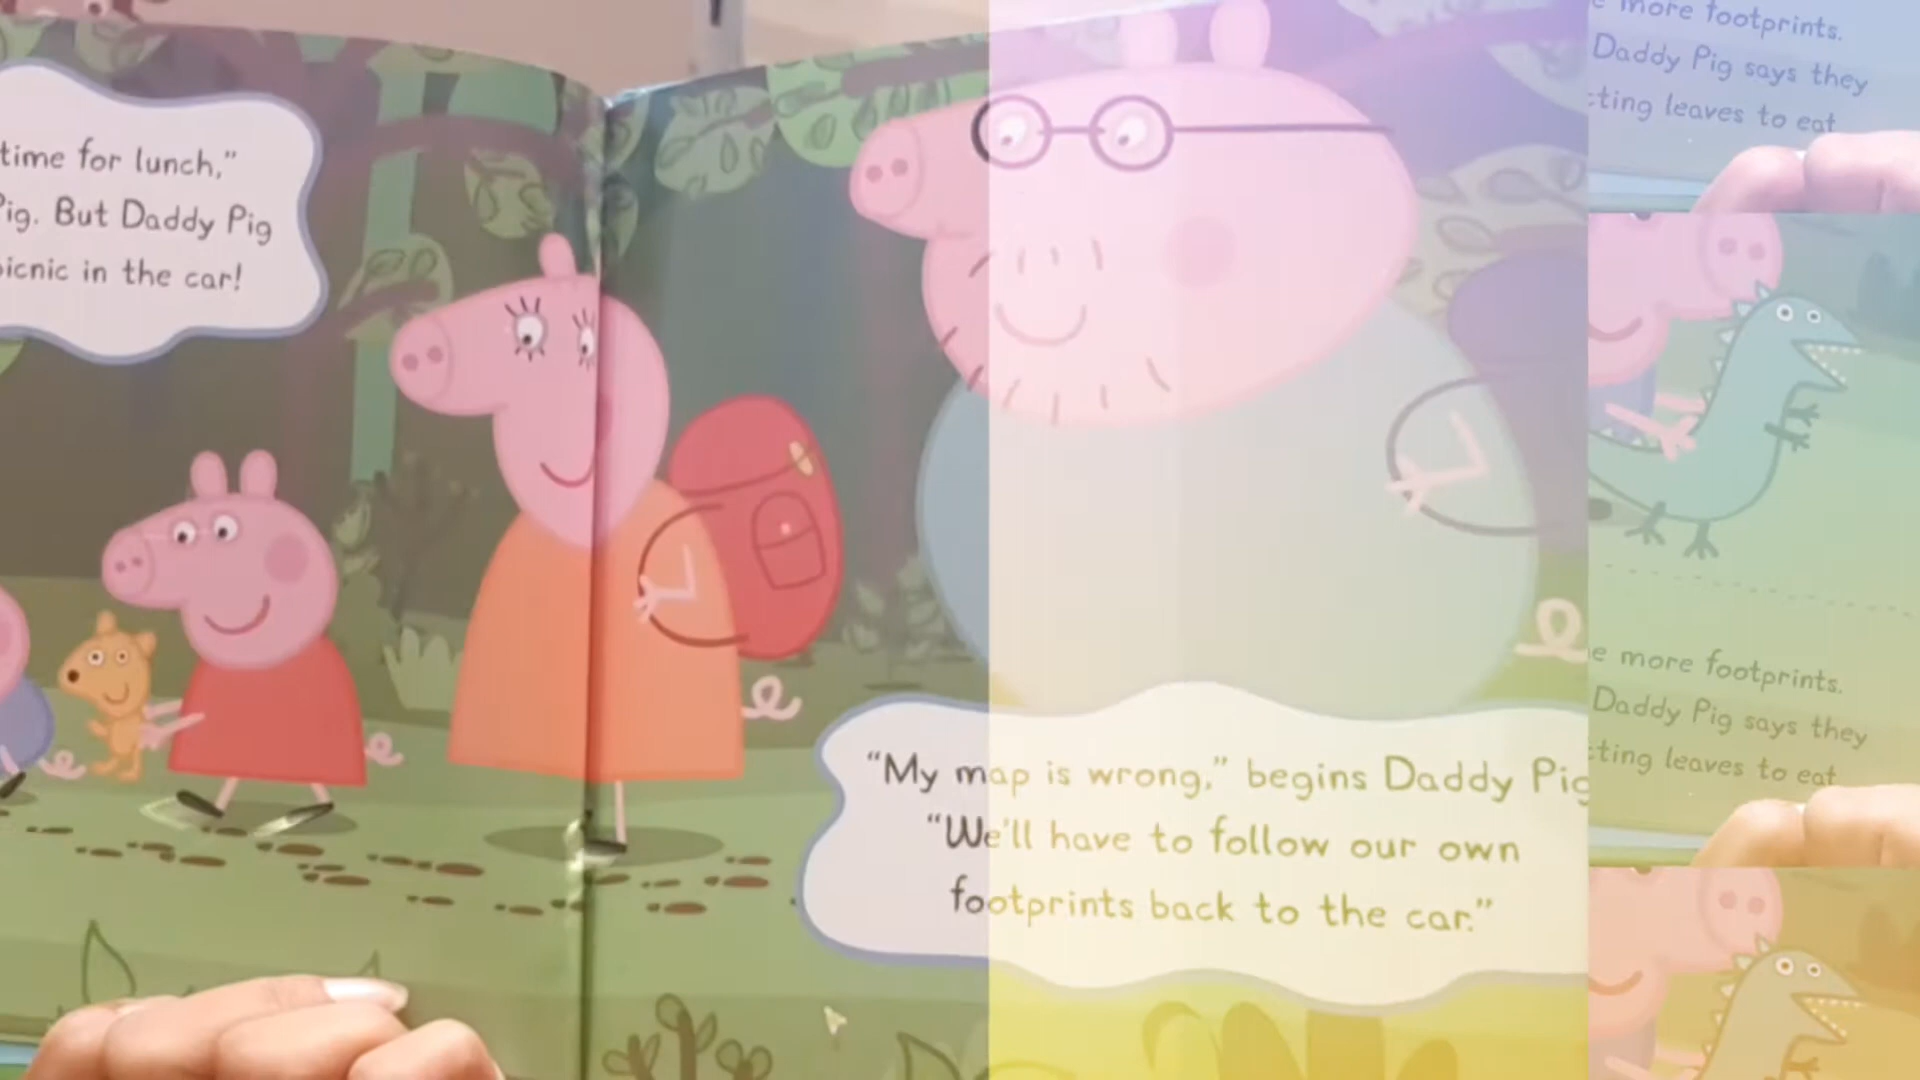 time for lunch,”
Pig. But Daddy Pig
picnic in the car!
“My map is wrong,” begins Daddy Pig
“We'll have to follow our own
footprints back to the car.”
more footprints.
Daddy Pig says they
leaves to eat
more footprints.
Daddy Pig says they
leaves to eat